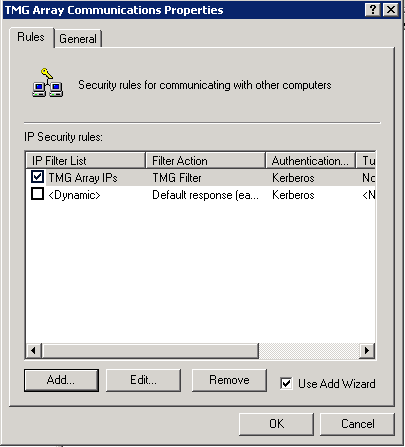 TMG Array Communications Properties
Rules General
Security rules for communicating with other computers
IP Security rules:
IP Filter List Filter Action Authentication... Tu
TMG Array IPs TMG Filter Kerberos No
<Dynamic> Default response (ea... Kerberos <N
Add... Edit... Remove Use Add Wizard
OK Cancel